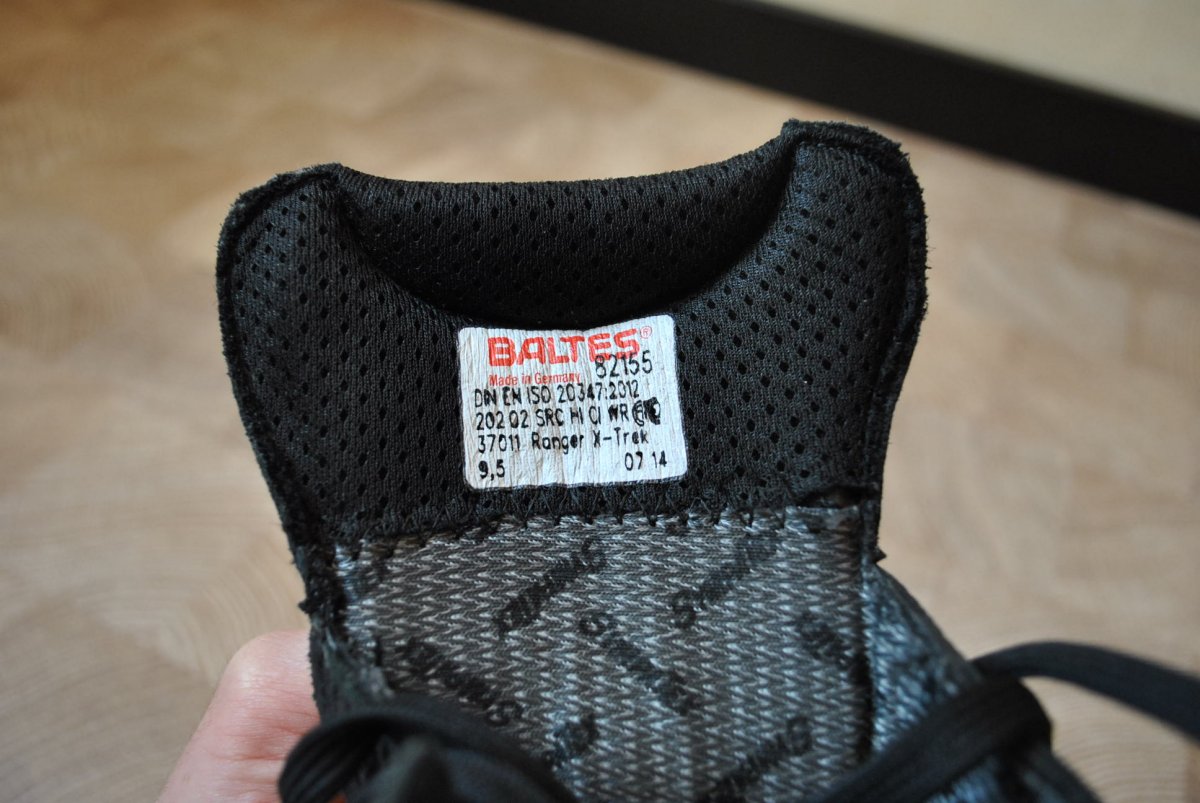 BALTES®
82155
Made in Germany
DIN EN ISO 20347:2012
202 02 SRC HI CI WR CE
37011 Ranger X-Trek
9,5 07 14